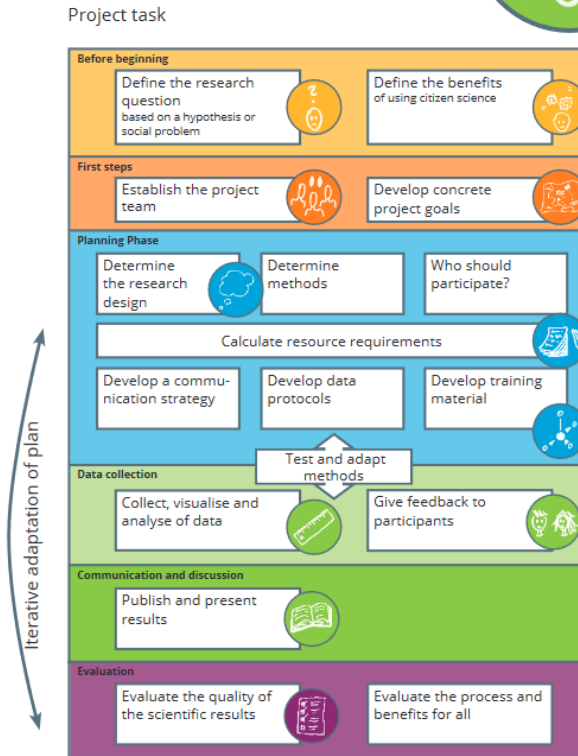 Project task
Before beginning
Define the research
question
based on a hypothesis or
social problem
Define the benefits
of using citizen science
First steps
Establish the project
team
Develop concrete
project goals
Planning Phase
Determine
the research
design
Determine
methods
Who should
participate?
Calculate resource requirements
Develop a commu-
nication strategy
Develop data
protocols
Develop training
material
Test and adapt
methods
Data collection
Collect, visualise and
analyse of data
Give feedback to
participants
Communication and discussion
Publish and present
results
Evaluation
Evaluate the quality of
the scientific results
Evaluate the process and
benefits for all
Iterative adaptation of plan